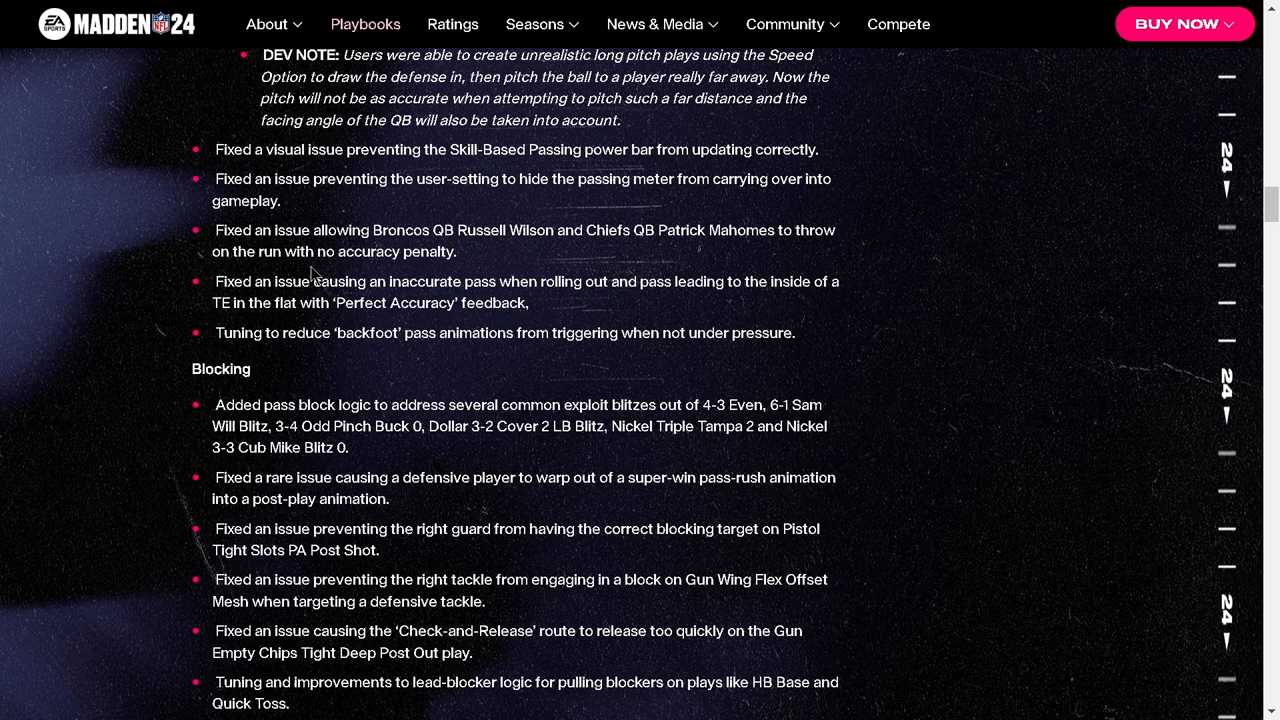 EA SPORTS MADDEN NFL 24 About Playbooks Ratings Seasons News & Media Community Compete BUY NOW
DEV NOTE: Users were able to create unrealistic long pitch plays using the Speed
Option to draw the defense in, then pitch the ball to a player really far away. Now the
pitch will not be as accurate when attempting to pitch such a far distance and the
facing angle of the QB will also be taken into account.
Fixed a visual issue preventing the Skill-Based Passing power bar from updating correctly.
Fixed an issue preventing the user-setting to hide the passing meter from carrying over into
gameplay.
Fixed an issue allowing Broncos QB Russell Wilson and Chiefs QB Patrick Mahomes to throw
on the run with no accuracy penalty.
Fixed an issue causing an inaccurate pass when rolling out and pass leading to the inside of a
TE in the flat with ‘Perfect Accuracy’ feedback,
Tuning to reduce ‘backfoot’ pass animations from triggering when not under pressure.
Blocking
Added pass block logic to address several common exploit blitzes out of 4-3 Even, 6-1 Sam
Will Blitz, 3-4 Odd Pinch Buck 0, Dollar 3-2 Cover 2 LB Blitz, Nickel Triple Tampa 2 and Nickel
3-3 Cub Mike Blitz 0.
Fixed a rare issue causing a defensive player to warp out of a super-win pass-rush animation
into a post-play animation.
Fixed an issue preventing the right guard from having the correct blocking target on Pistol
Tight Slots PA Post Shot.
Fixed an issue preventing the right tackle from engaging in a block on Gun Wing Flex Offset
Mesh when targeting a defensive tackle.
Fixed an issue causing the ‘Check-and-Release’ route to release too quickly on the Gun
Empty Chips Tight Deep Post Out play.
Tuning and improvements to lead-blocker logic for pulling blockers on plays like HB Base and
Quick Toss.
24
24
24